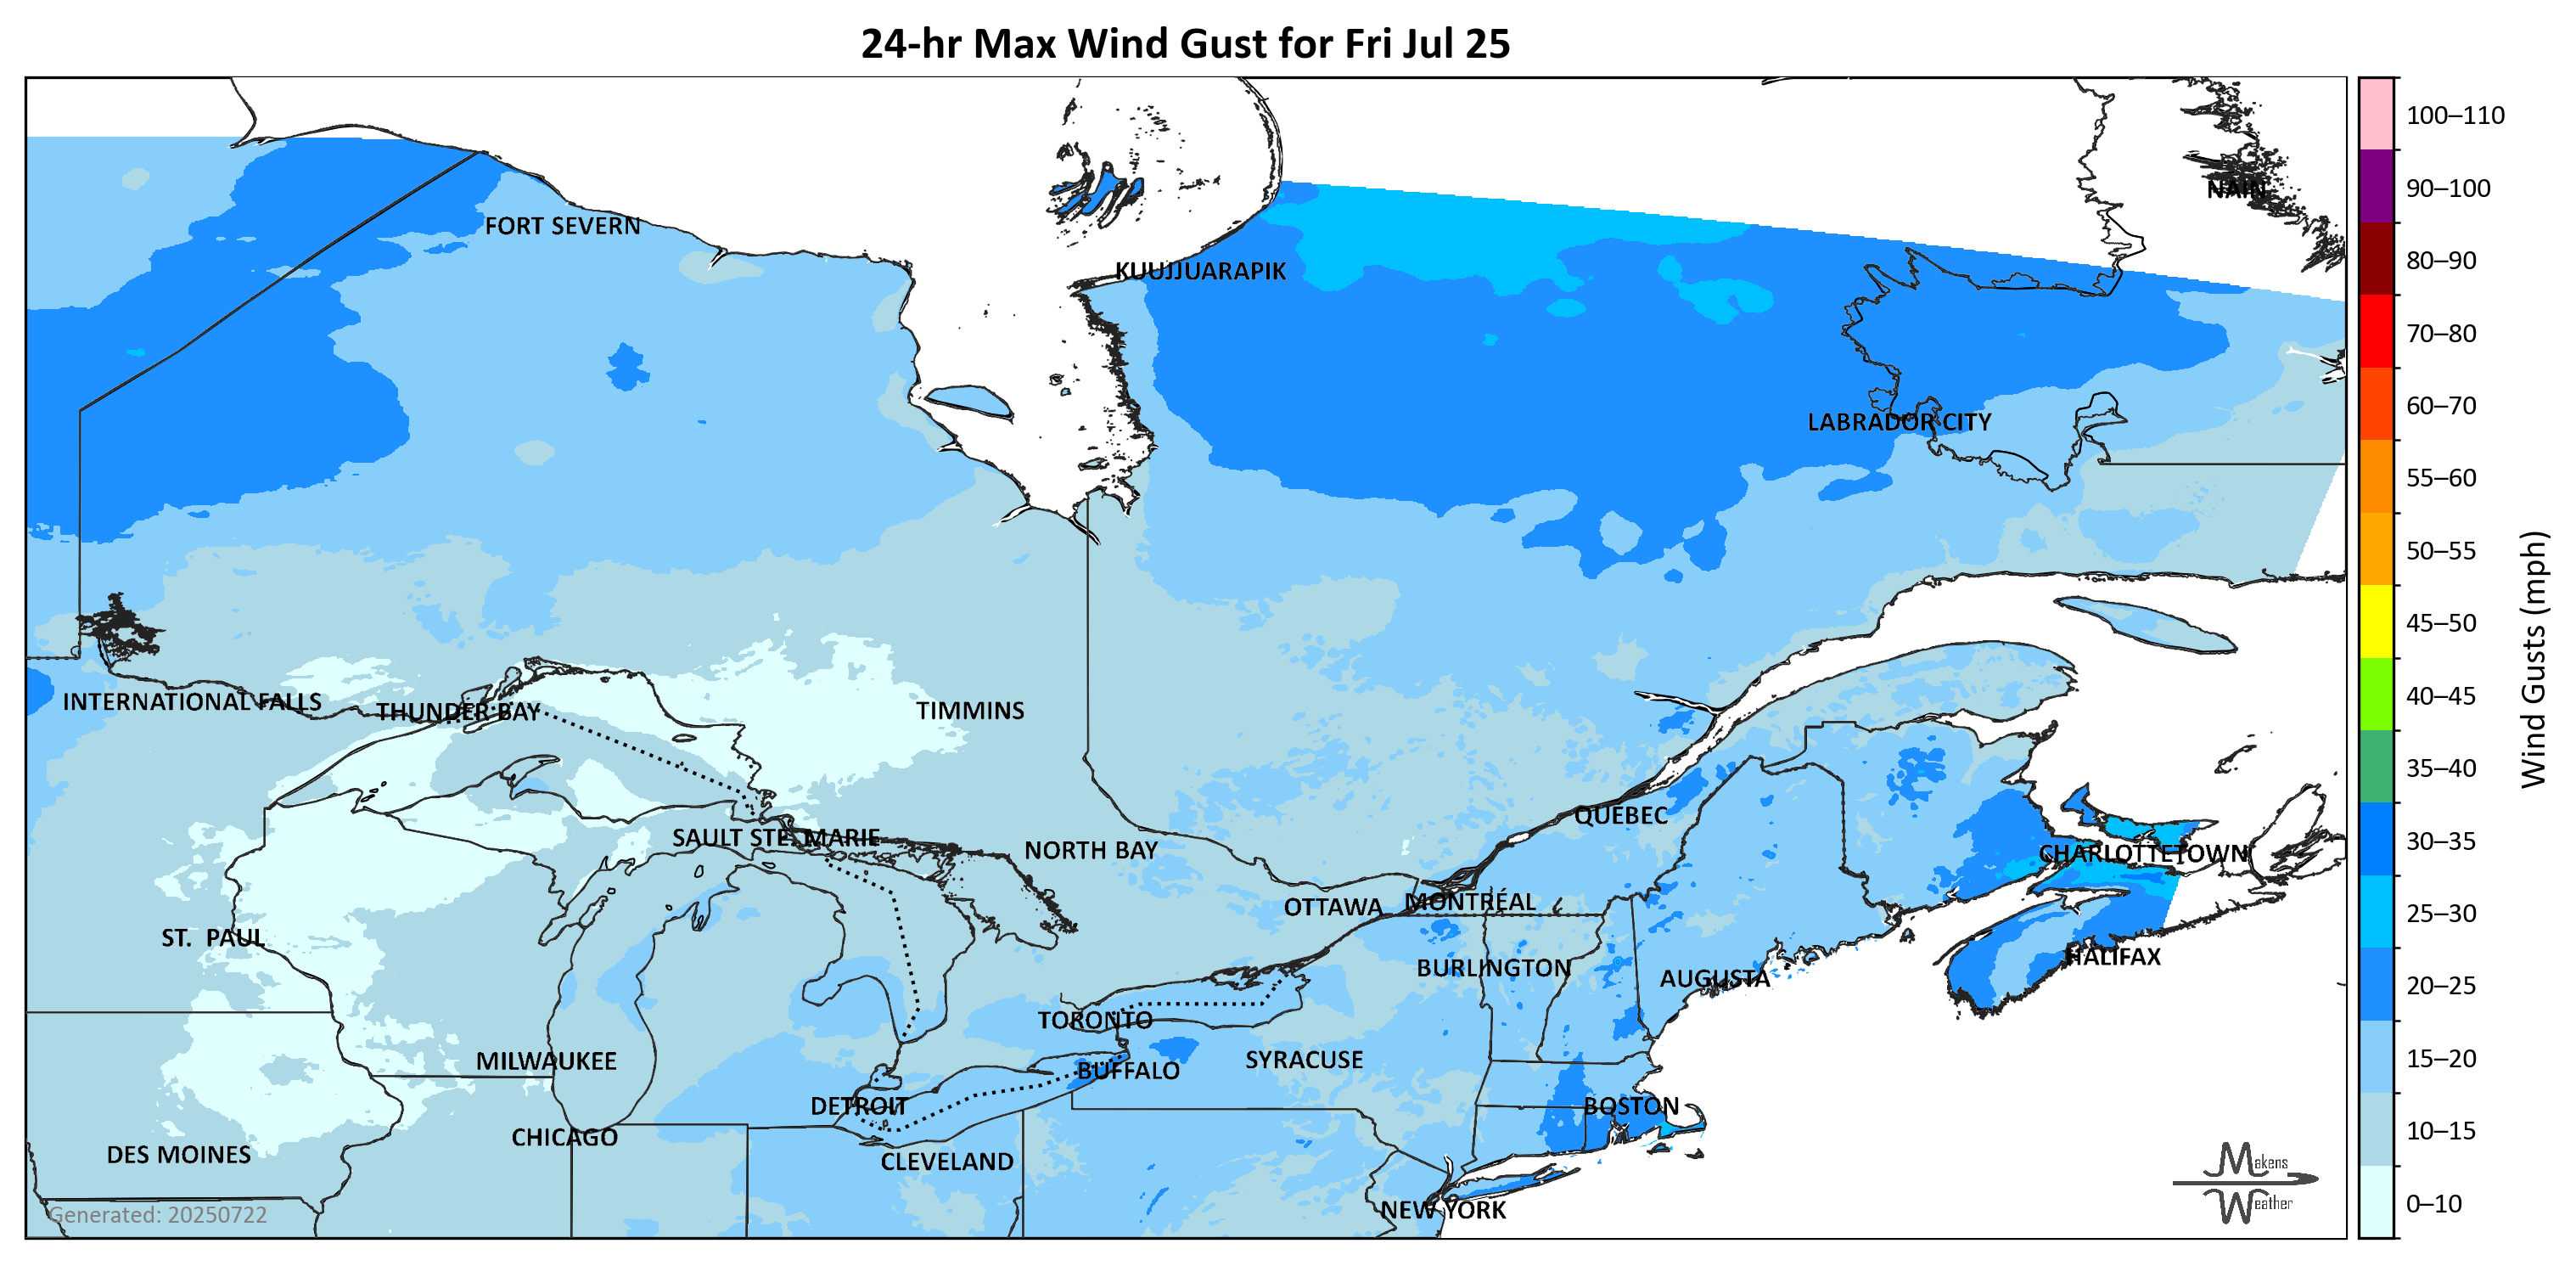 24-hr Max Wind Gust for Fri Jul 25
100–110
90–100
NAIN
FORT SEVERN
80–90
KUUJJUARAPIK
70–80
60–70
LABRADOR CITY
55–60
50–55
45–50
INTERNATIONAL FALLS
THUNDER BAY
TIMMINS
40–45
Wind Gusts (mph)
35–40
QUEBEC
SAULT STE. MARIE
30–35
NORTH BAY
CHARLOTTETOWN
OTTAWA
MONTRÉAL
25–30
ST. PAUL
HALIFAX
BURLINGTON
AUGUSTA
20–25
TORONTO
MILWAUKEE
SYRACUSE
15–20
BUFFALO
DETROIT
BOSTON
CHICAGO
10–15
DES MOINES
CLEVELAND
Makens
Weather
0–10
NEW YORK
Generated: 20250722